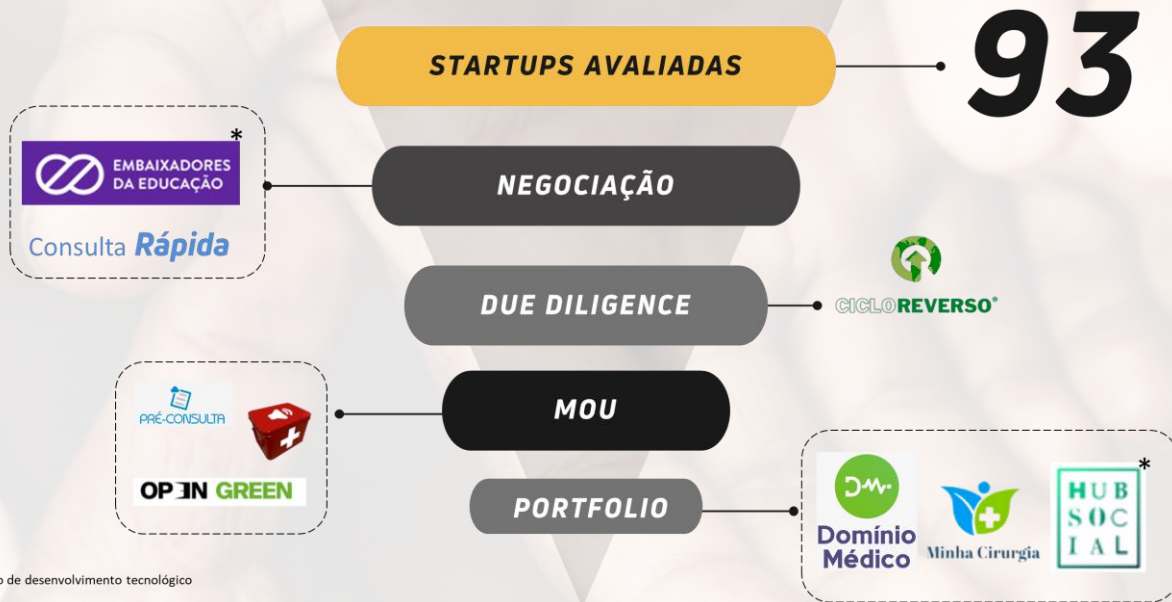 STARTUPS AVALIADAS
93
*
EMBAIXADORES
DA EDUCAÇÃO
Consulta Rápida
NEGOCIAÇÃO
DUE DILIGENCE
CICLOREVERSO®
PRÉ-CONSULTA
OPEN GREEN
MOU
PORTFOLIO
Domínio
Médico
Minha Cirurgia
*
HUB
SOC
IAL
de desenvolvimento tecnológico